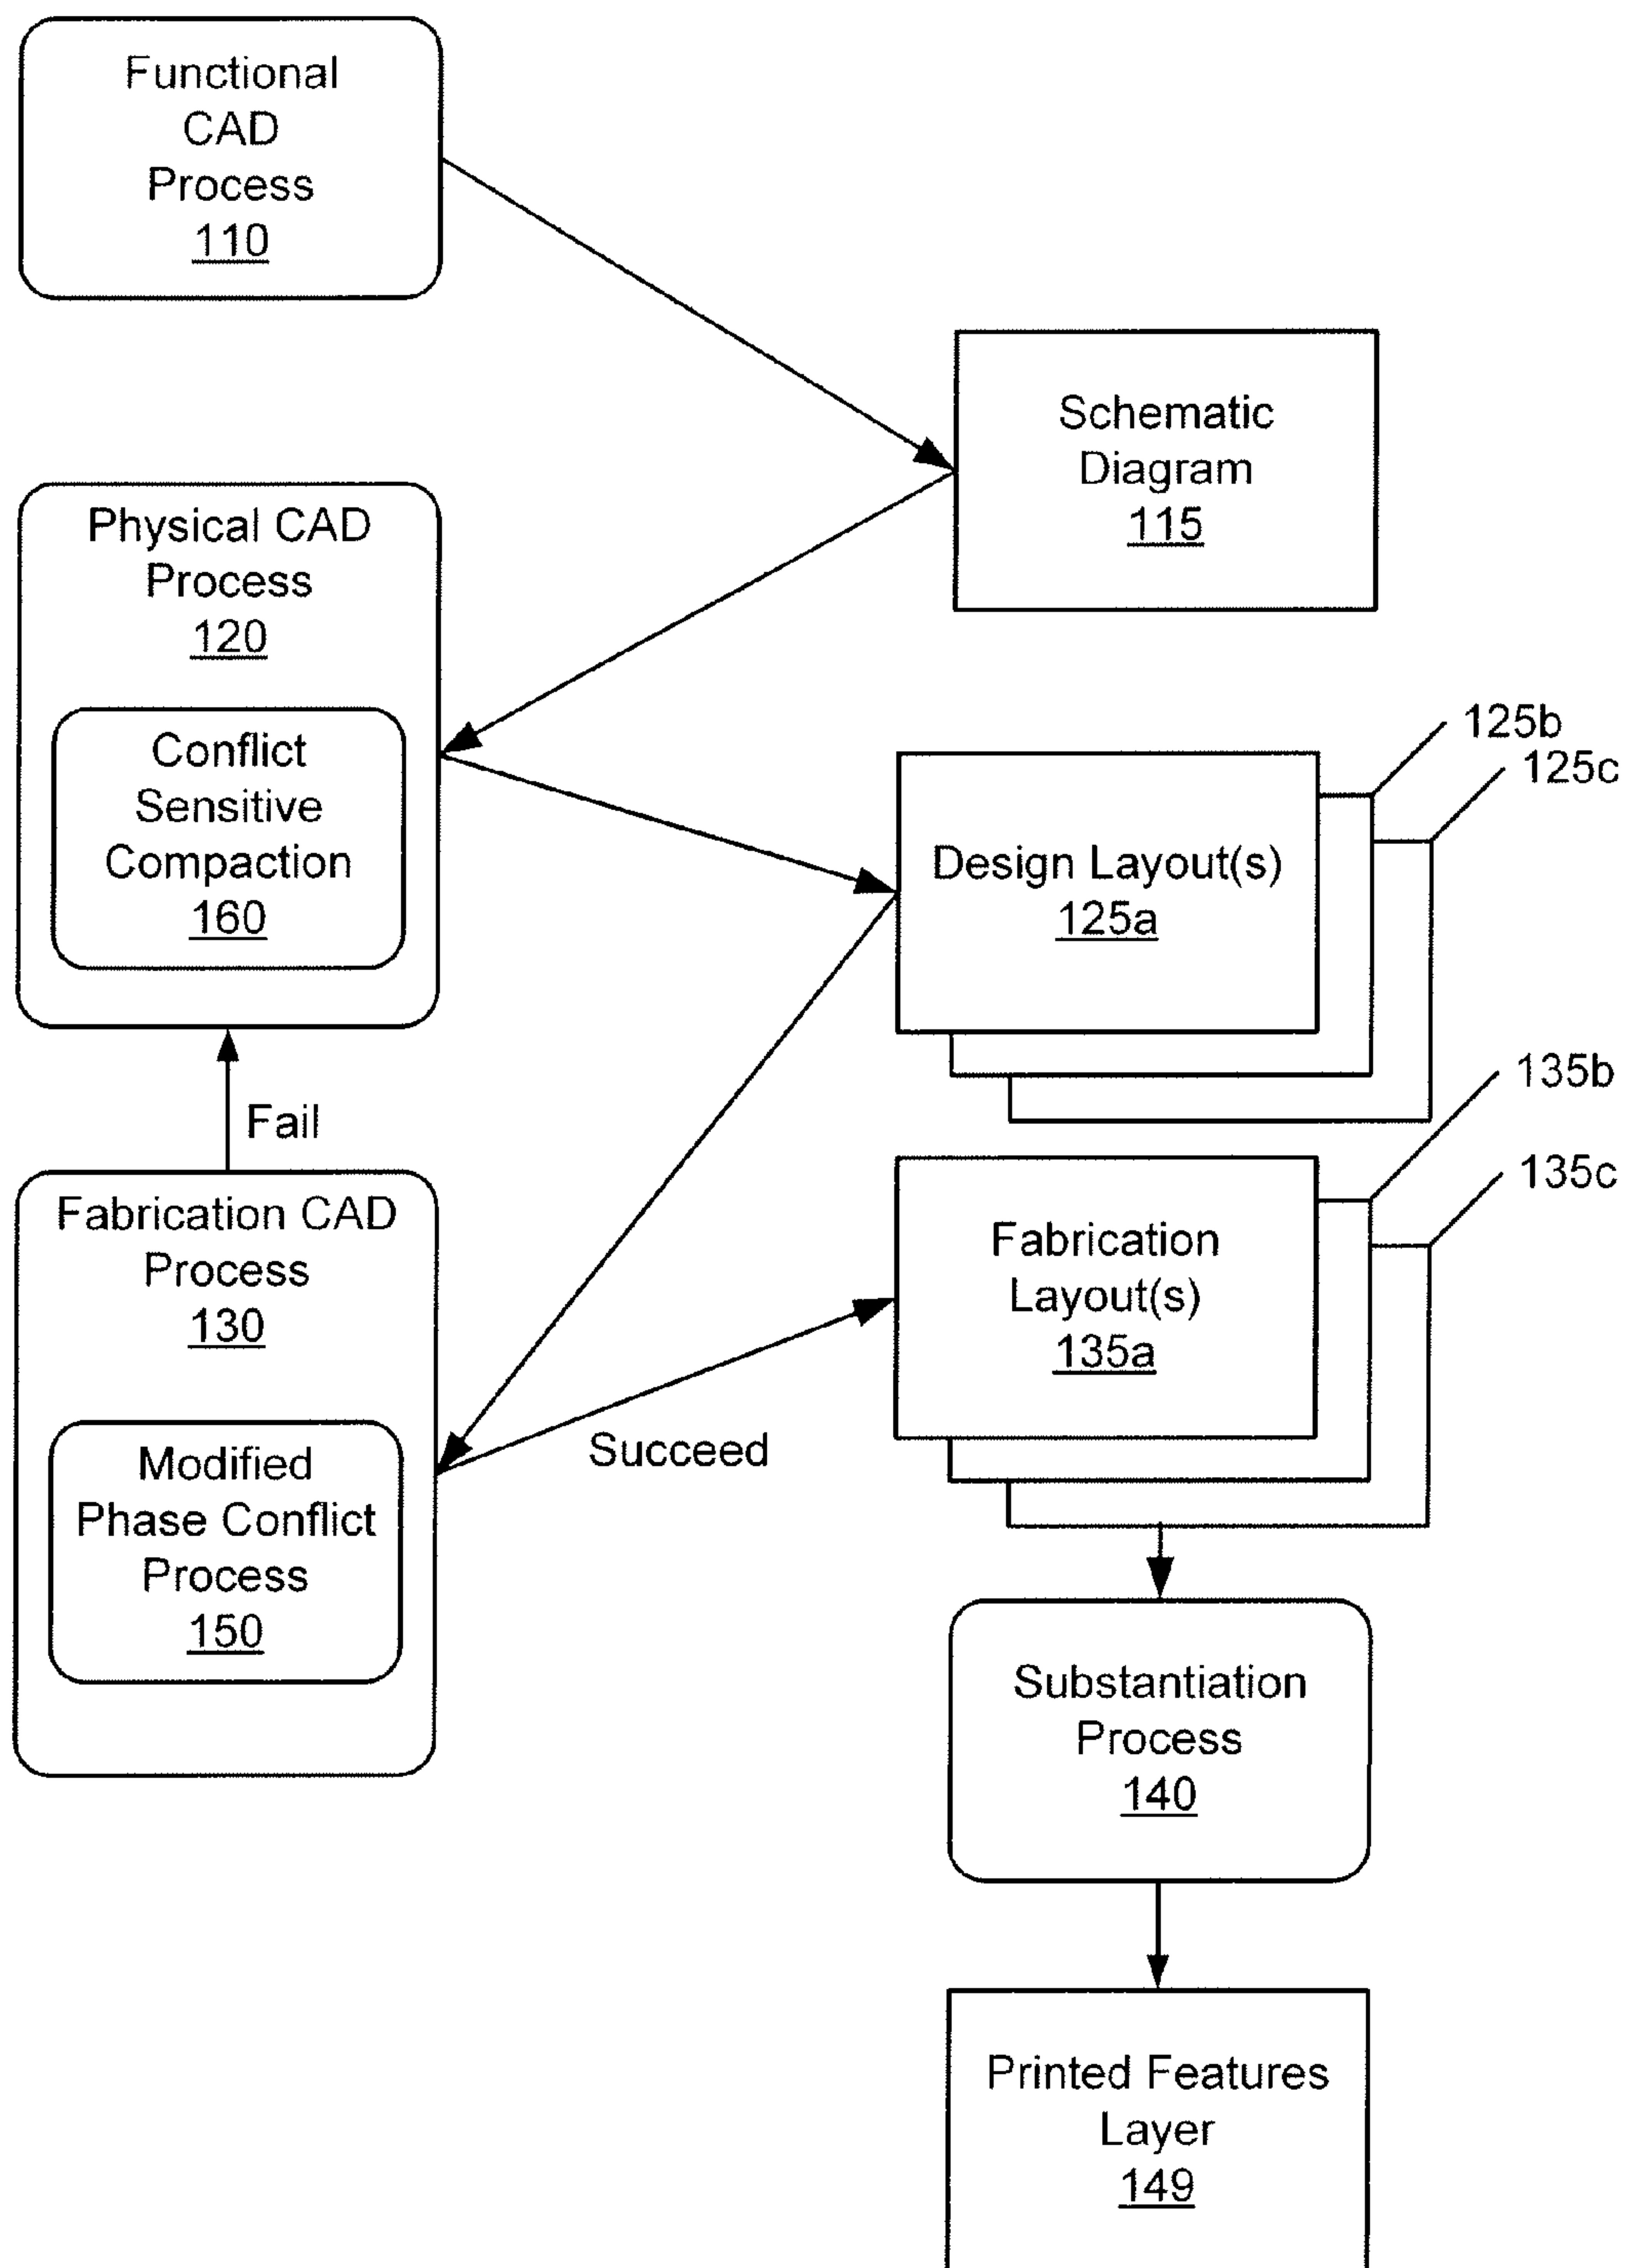 Functional
CAD
Process
110
Schematic
Diagram
115
Physical CAD
Process
120
Conflict
Sensitive
Compaction
160
125b
125c
Design Layout(s)
125a
Fail
135b
135c
Fabrication CAD
Process
130
Fabrication
Layout(s)
135a
Succeed
Modified
Phase Conflict
Process
150
Substantiation
Process
140
Printed Features
Layer
149